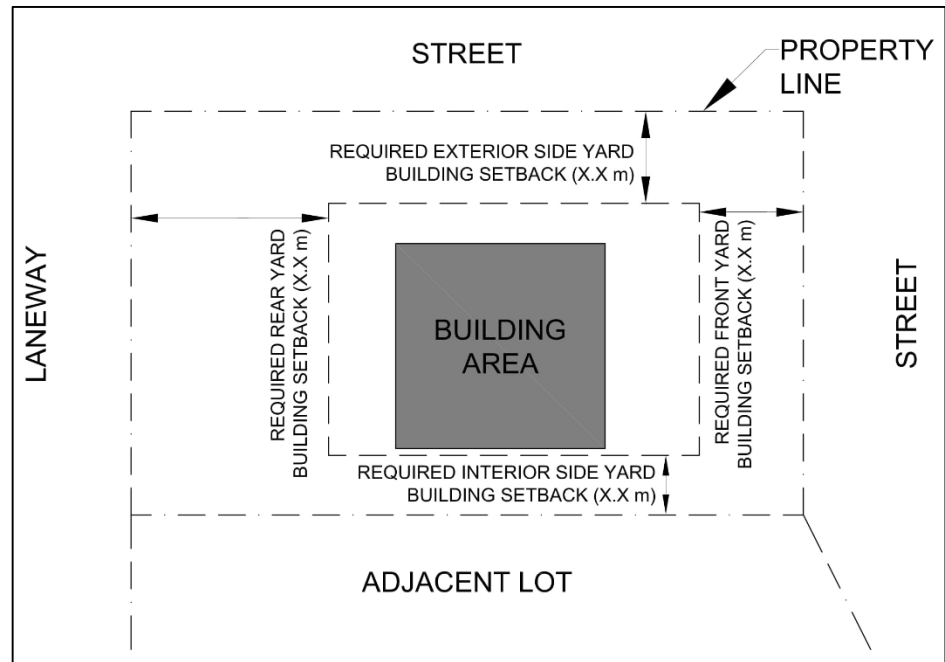 STREET
PROPERTY
LINE
REQUIRED EXTERIOR SIDE YARD
BUILDING SETBACK (X.X m)
LANEWAY
REQUIRED REAR YARD
BUILDING SETBACK (X.X m)
BUILDING
AREA
REQUIRED FRONT YARD
BUILDING SETBACK (X.X m)
STREET
REQUIRED INTERIOR SIDE YARD
BUILDING SETBACK (X.X m)
ADJACENT LOT